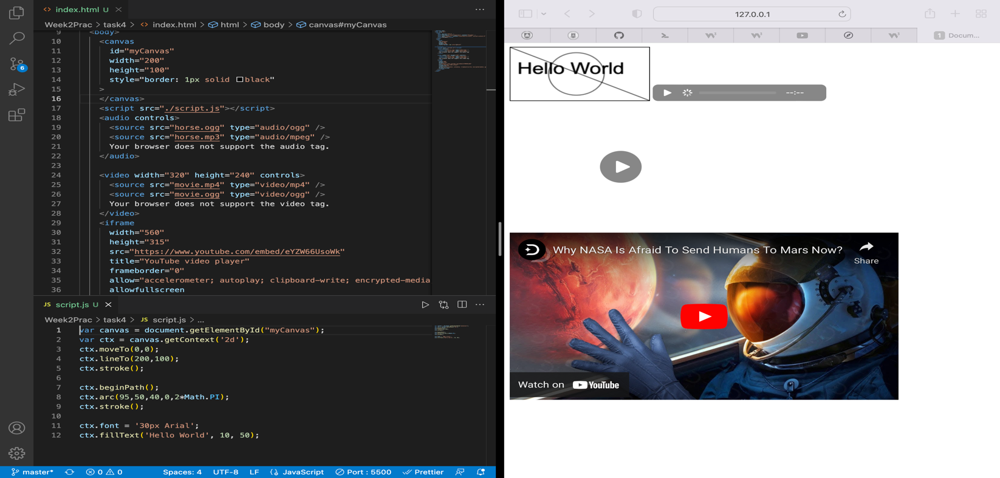 index.html U
Week2Prac > task4 > index.html > html > body > canvas#myCanvas
9 <body>
10 <canvas
11 id="myCanvas"
12 width="200"
13 height="100"
14 style="border: 1px solid black"
15 >
16 </canvas>
17 <script src="./script.js"></script>
18 <audio controls>
19 <source src="horse.ogg" type="audio/ogg" />
20 <source src="horse.mp3" type="audio/mpeg" />
21 Your browser does not support the audio tag.
22 </audio>
23
24 <video width="320" height="240" controls>
25 <source src="movie.mp4" type="video/mp4" />
26 <source src="movie.ogg" type="video/ogg" />
27 Your browser does not support the video tag.
28 </video>
29 <iframe
30 width="560"
31 height="315"
32 src="https://www.youtube.com/embed/eYZW66UsoWk"
33 title="YouTube video player"
34 frameborder="0"
35 allow="accelerometer; autoplay; clipboard-write; encrypted-media
36 allowfullscreen
6
JS script.js U
Week2Prac > task4 > JS script.js > ...
1 var canvas = document.getElementById("myCanvas");
2 var ctx = canvas.getContext('2d');
3 ctx.moveTo(0,0);
4 ctx.lineTo(200,100);
5 ctx.stroke();
6
7 ctx.beginPath();
8 ctx.arc(95,50,40,0,2*Math.PI);
9 ctx.stroke();
10
11 ctx.font = '30px Arial';
12 ctx.fillText('Hello World', 10, 50);
master* 0 0 Spaces: 4 UTF-8 LF JavaScript Port : 5500 Prettier
127.0.0.1
1 Docum...
Hello World
--:--
Why NASA Is Afraid To Send Humans To Mars Now?
Share
Watch on YouTube